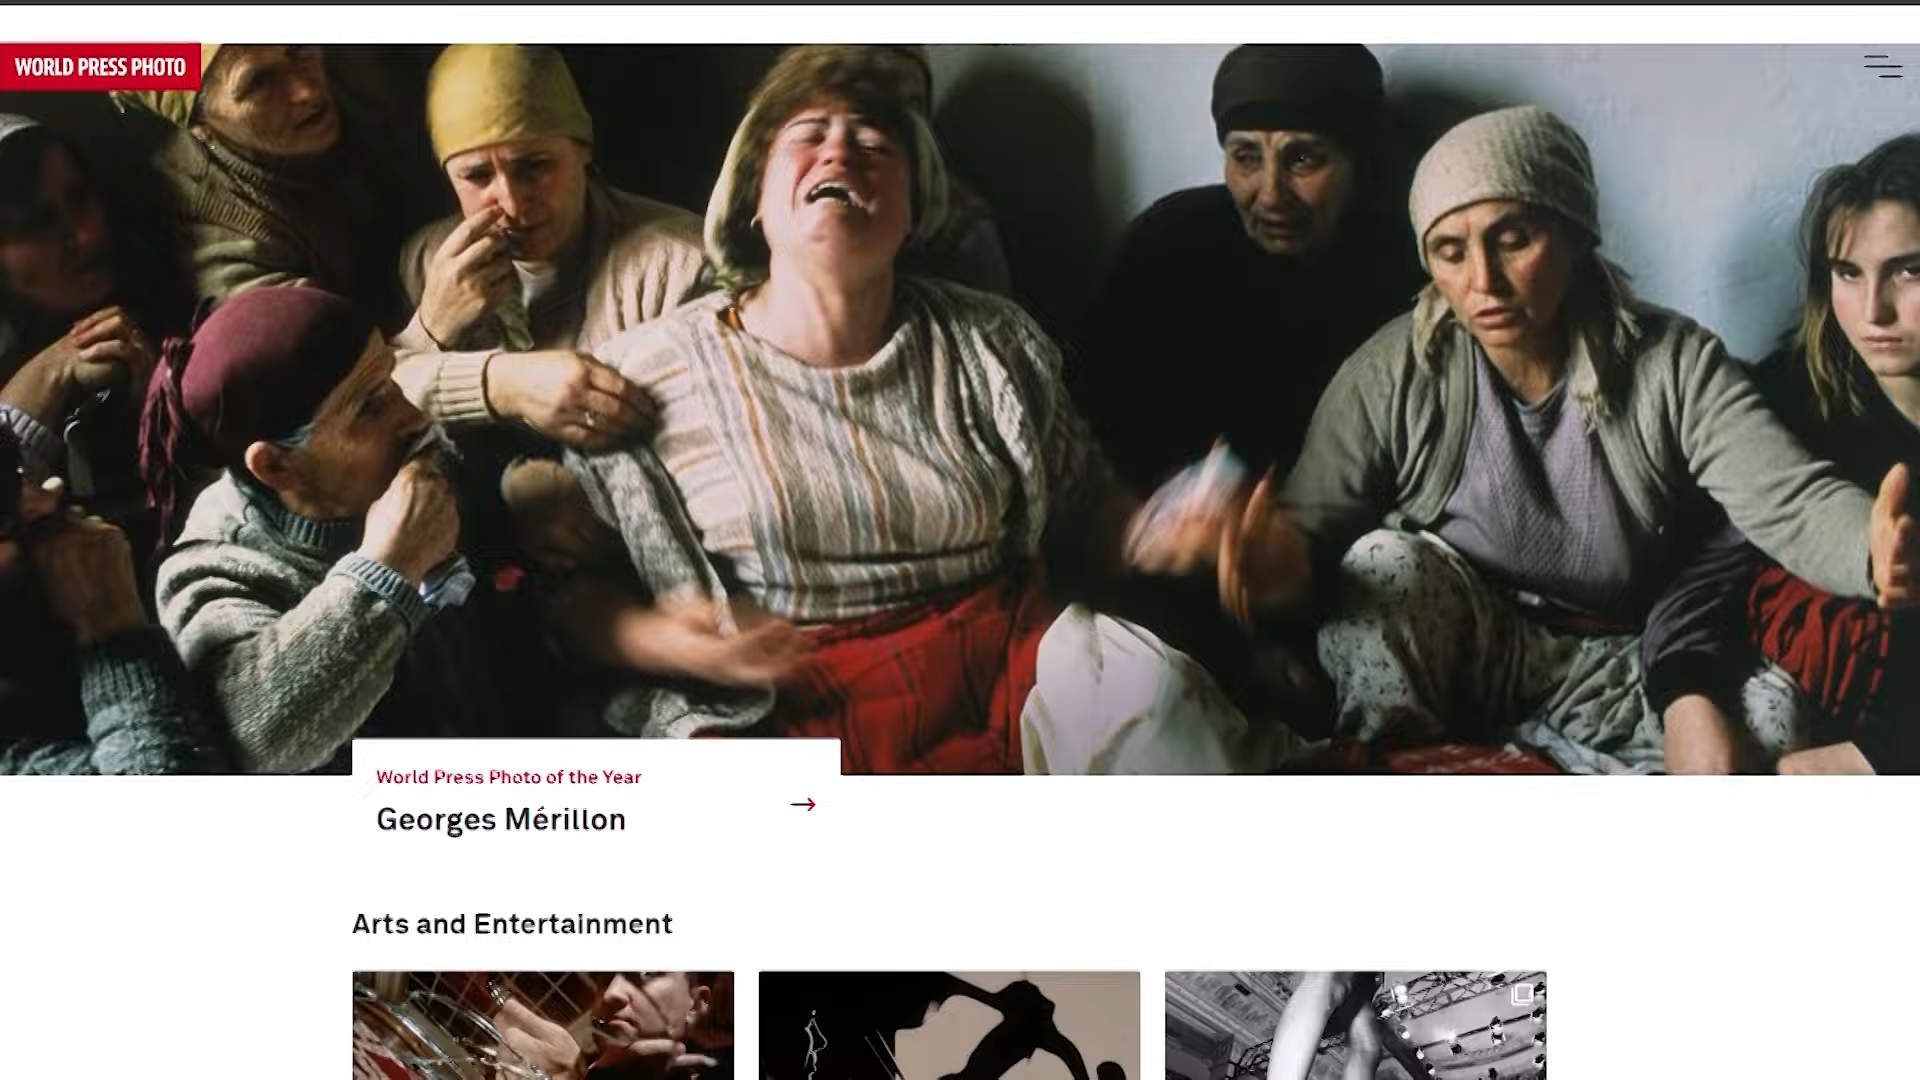 WORLD PRESS PHOTO
World Press Photo of the Year
Georges Mérillon
Arts and Entertainment